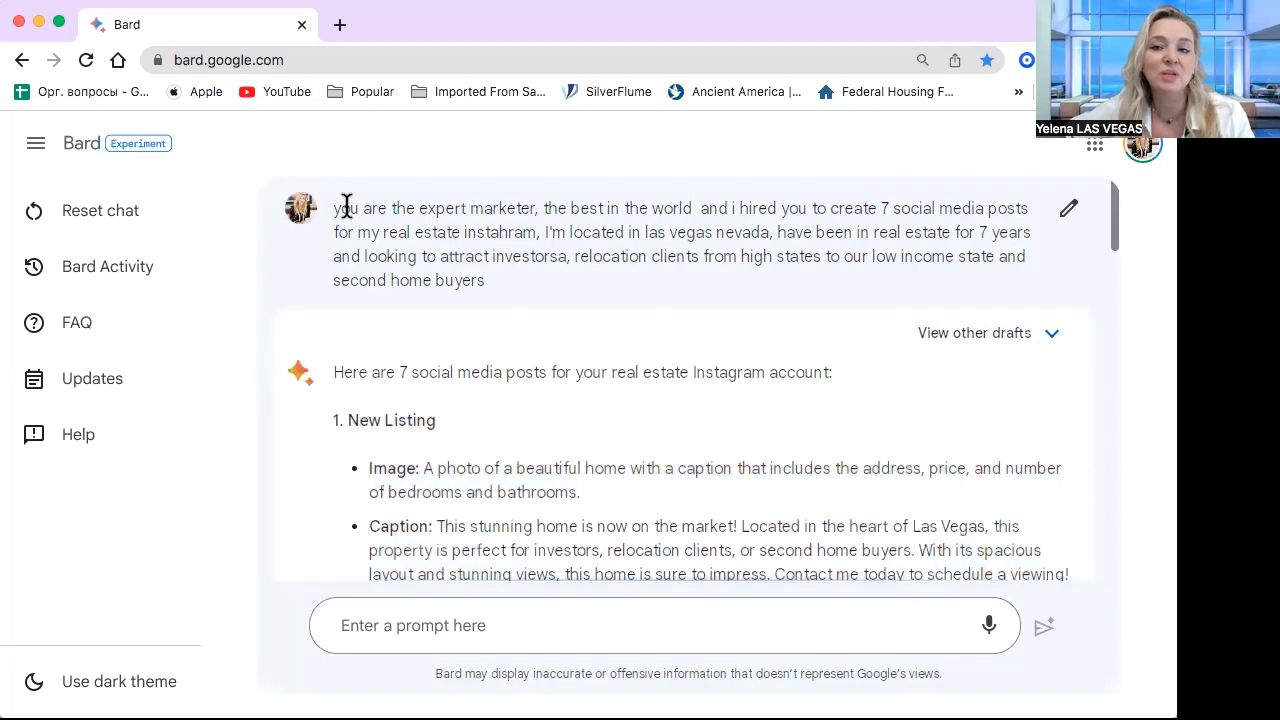 Bard
bard.google.com
Орг. вопросы - G...
Apple
YouTube
Popular
Imported From Sa...
SilverFlume
Ancient America |...
Federal Housing F...
»
Yelena LAS VEGAS
Bard Experiment
Reset chat
Bard Activity
FAQ
Updates
Help
Use dark theme
you are the expert marketer, the best in the world  and i hired you to create 7 social media posts
for my real estate instahram, I'm located in las vegas nevada, have been in real estate for 7 years
and looking to attract investorsa, relocation clients from high states to our low income state and
second home buyers
View other drafts
Here are 7 social media posts for your real estate Instagram account:
1. New Listing
• Image: A photo of a beautiful home with a caption that includes the address, price, and number
of bedrooms and bathrooms.
• Caption: This stunning home is now on the market! Located in the heart of Las Vegas, this
property is perfect for investors, relocation clients, or second home buyers. With its spacious
layout and stunning views, this home is sure to impress. Contact me today to schedule a viewing!
Enter a prompt here
Bard may display inaccurate or offensive information that doesn't represent Google's views.